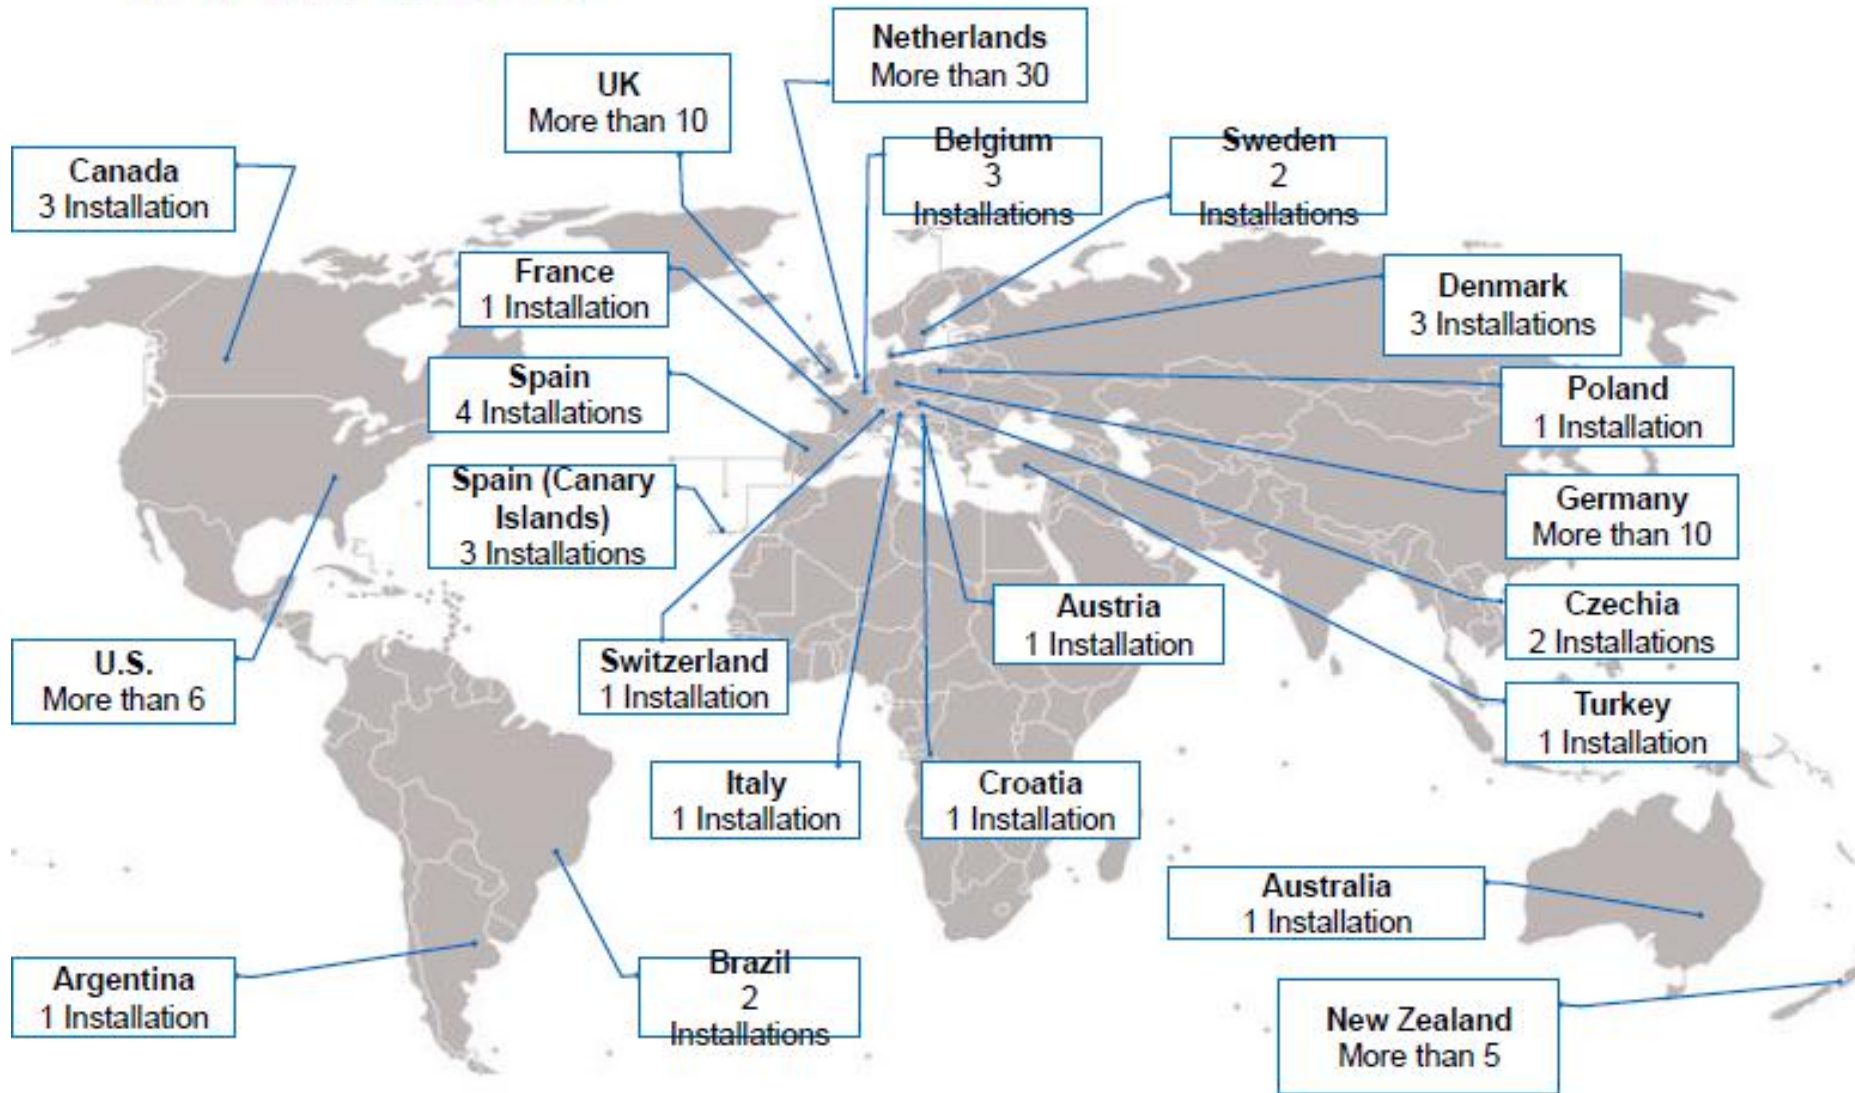 Netherlands
More than 30
UK
More than 10
Belgium
3
Installations
Sweden
2
Installations
Canada
3 Installation
France
1 Installation
Denmark
3 Installations
Spain
4 Installations
Poland
1 Installation
Spain (Canary
Islands)
3 Installations
Germany
More than 10
Austria
1 Installation
Czechia
2 Installations
U.S.
More than 6
Switzerland
1 Installation
Turkey
1 Installation
Italy
1 Installation
Croatia
1 Installation
Australia
1 Installation
Argentina
1 Installation
Brazil
2
Installations
New Zealand
More than 5